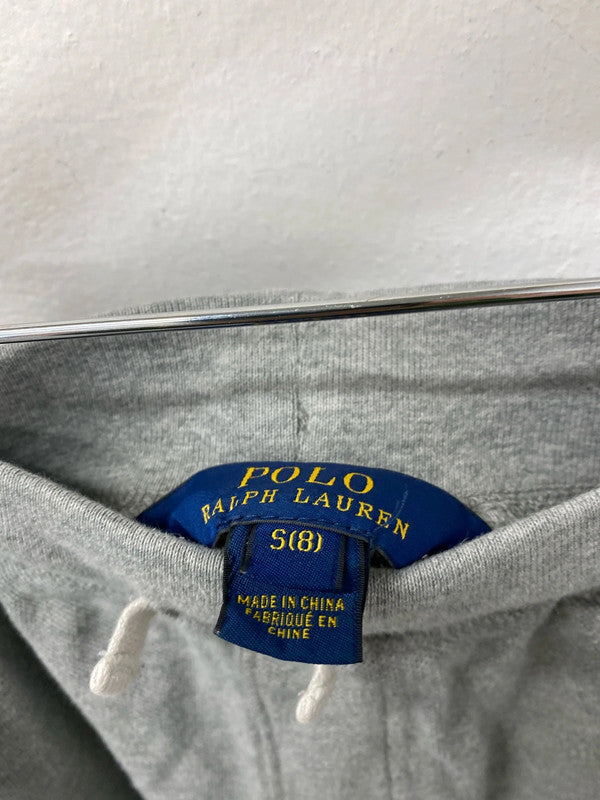 POLO
RALPH LAUREN
S(8)
MADE IN CHINA
FABRIQUÉ EN
CHINE